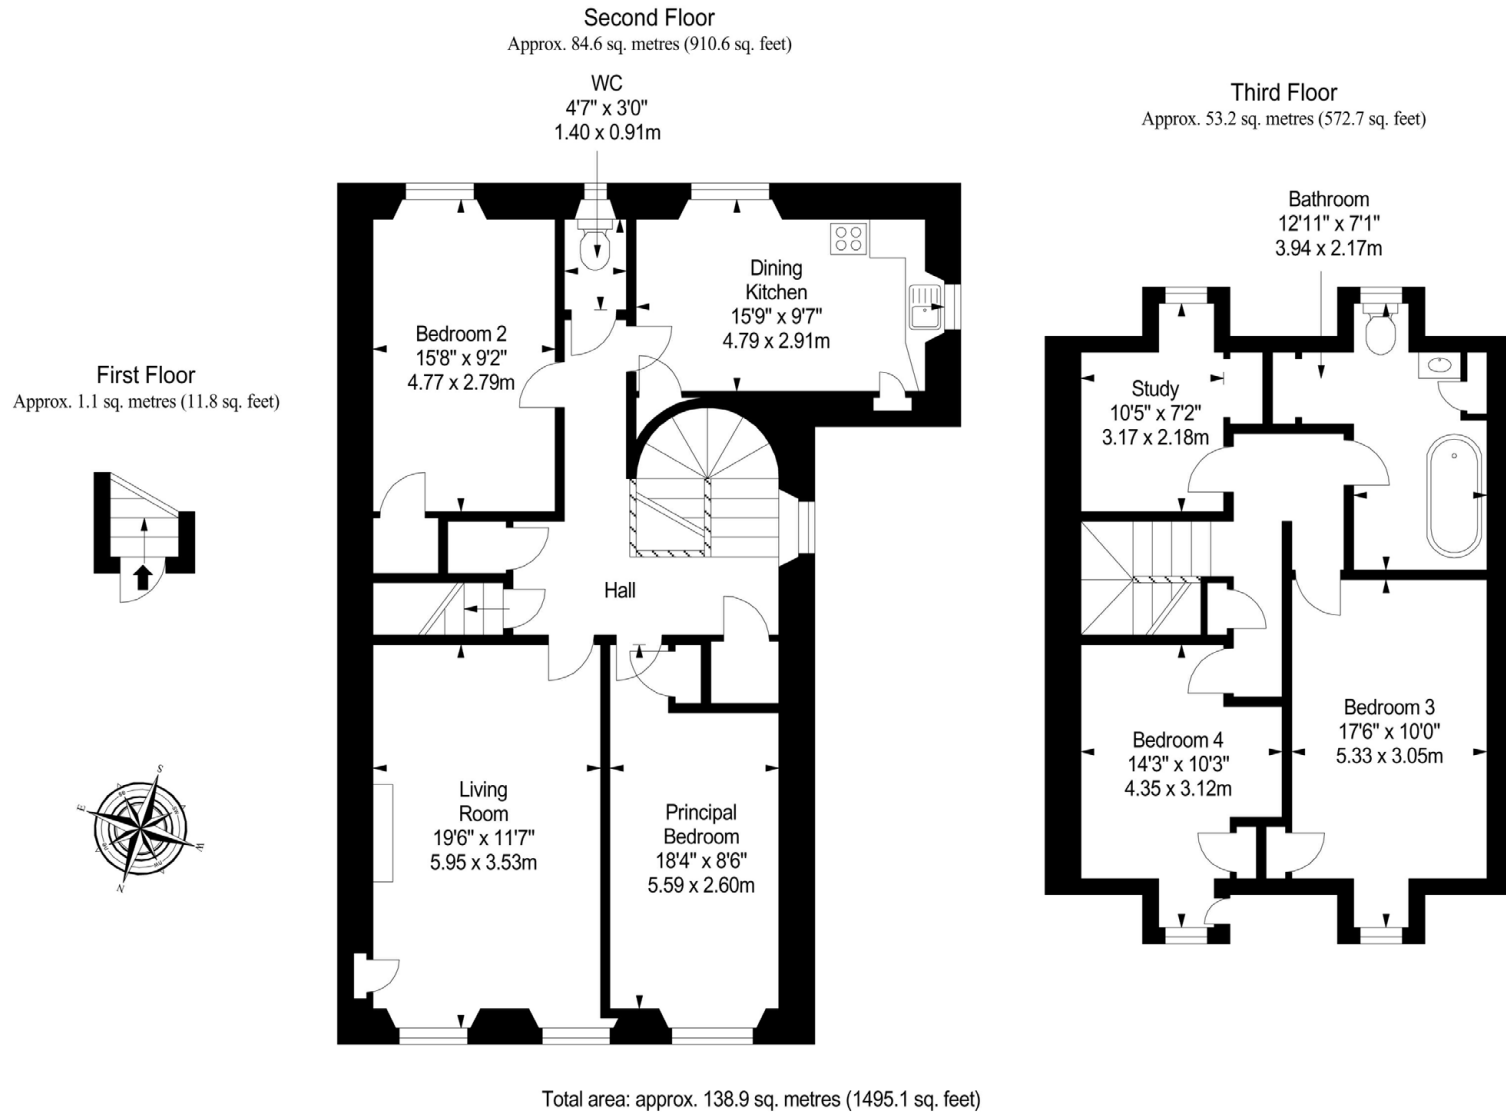 Second Floor
Approx. 84.6 sq. metres (910.6 sq. feet)
WC
4'7" x 3'0"
1.40 x 0.91m
Third Floor
Approx. 53.2 sq. metres (572.7 sq. feet)
Bathroom
12'11" x 7'1"
3.94 x 2.17m
Dining
Kitchen
15'9" x 9'7"
4.79 x 2.91m
Bedroom 2
15'8" x 9'2"
4.77 x 2.79m
First Floor
Approx. 1.1 sq. metres (11.8 sq. feet)
Study
10'5" x 7'2"
3.17 x 2.18m
Hall
Bedroom 3
17'6" x 10'0"
5.33 x 3.05m
Bedroom 4
14'3" x 10'3"
4.35 x 3.12m
Living
Room
19'6" x 11'7"
5.95 x 3.53m
Principal
Bedroom
18'4" x 8'6"
5.59 x 2.60m
S
E
W
N
Total area: approx. 138.9 sq. metres (1495.1 sq. feet)